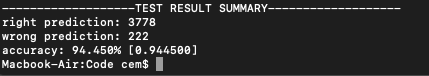 --------------------TEST RESULT SUMMARY-------------------
right prediction: 3778
wrong prediction: 222
accuracy: 94.450% [0.944500]
Macbook-Air:Code cem$